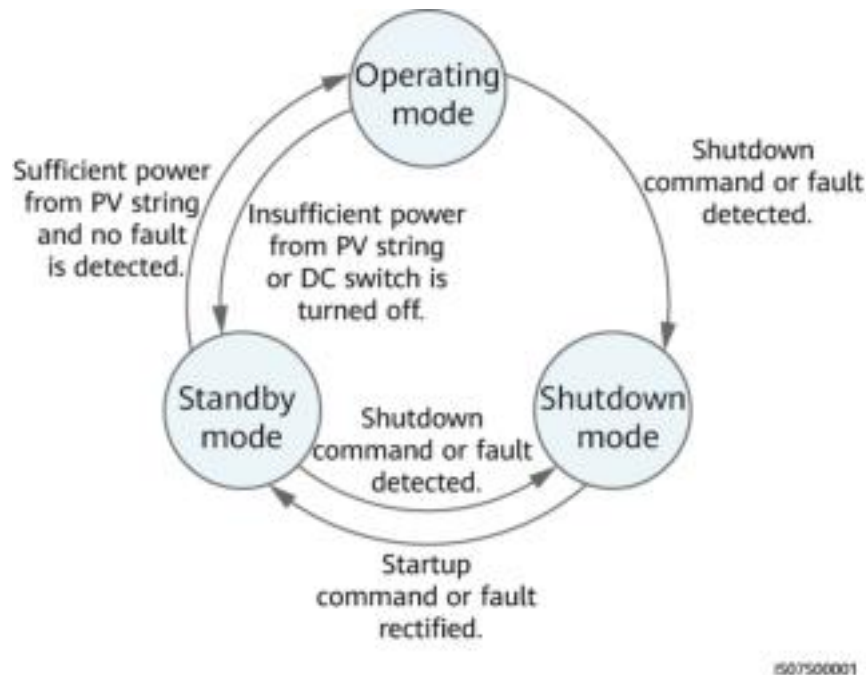 Operating
mode
Shutdown
command or fault
detected.
Sufficient power
from PV string
and no fault
is detected.
Insufficient power
from PV string
or DC switch is
turned off.
Standby
mode
Shutdown
mode
Shutdown
command or fault
detected.
Startup
command or fault
rectified.
IS07S00001